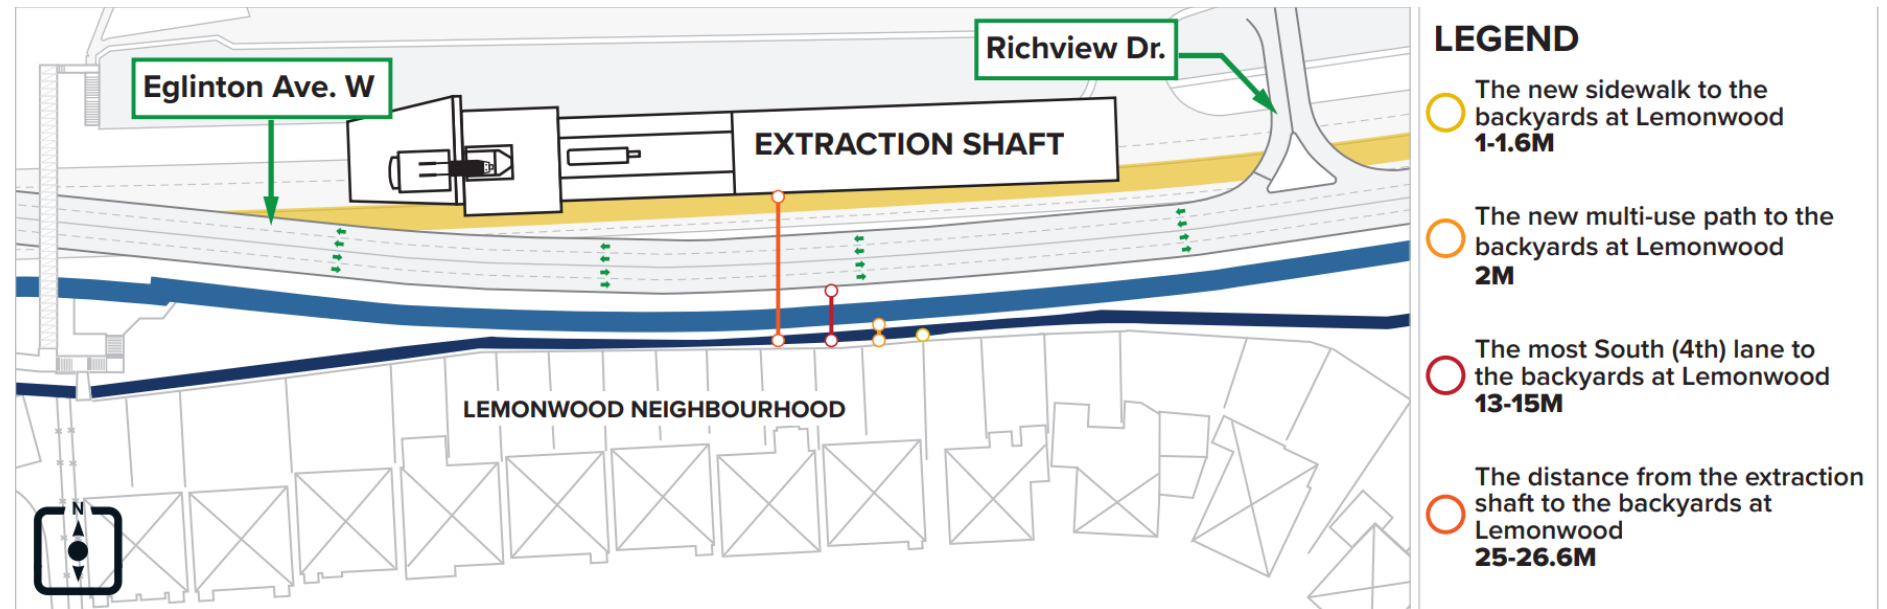 Eglinton Ave. W
Richview Dr.
EXTRACTION SHAFT
LEMONWOOD NEIGHBOURHOOD
N
LEGEND
The new sidewalk to the
backyards at Lemonwood
1-1.6M
The new multi-use path to the
backyards at Lemonwood
2M
The most South (4th) lane to
the backyards at Lemonwood
13-15M
The distance from the extraction
shaft to the backyards at
Lemonwood
25-26.6M